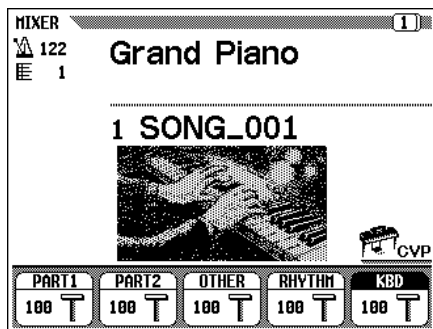 MIXER 1
122
1
Grand Piano
1 SONG_001
CVP
PART1 PART2 OTHER RHYTHM KBD
100 100 100 100 100